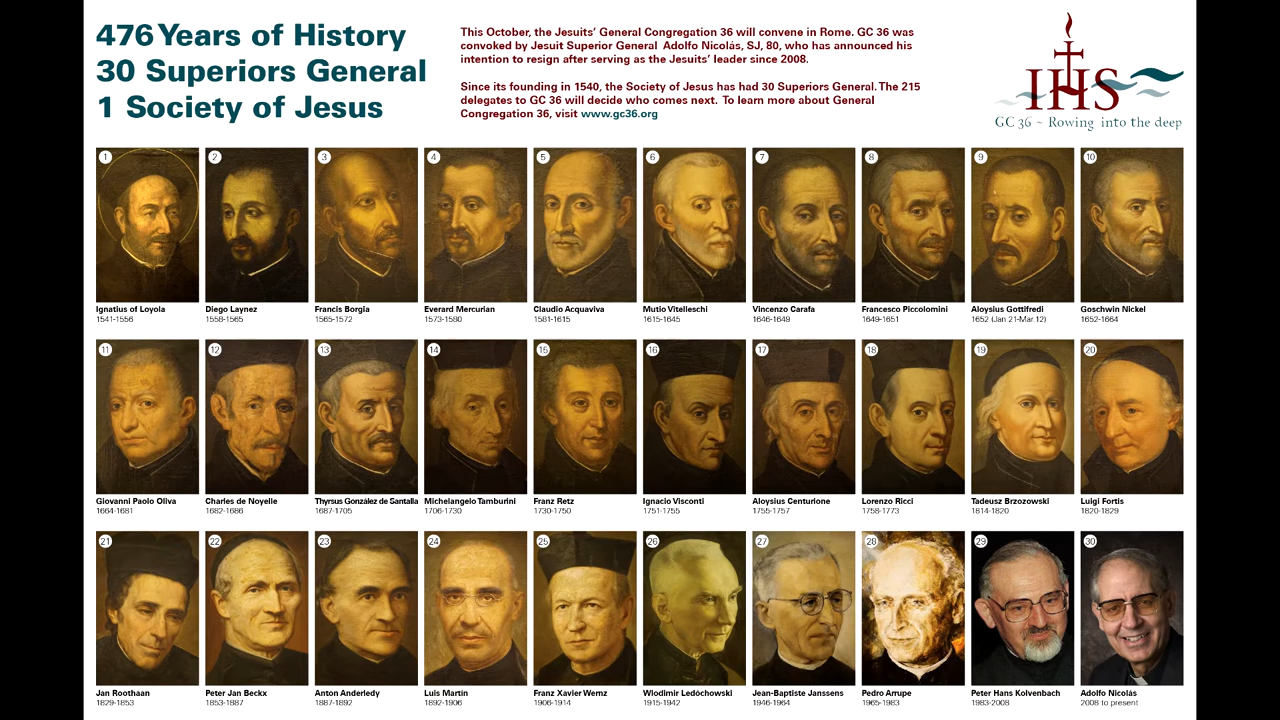 476 Years of History
30 Superiors General
1 Society of Jesus
This October, the Jesuits' General Congregation 36 will convene in Rome. GC 36 was
convoked by Jesuit Superior General Adolfo Nicolás, SJ, 80, who has announced his
intention to resign after serving as the Jesuits' leader since 2008.
Since its founding in 1540, the Society of Jesus has had 30 Superiors General. The 215
delegates to GC 36 will decide who comes next. To learn more about General
Congregation 36, visit www.gc36.org
IHS
GC 36 ~ Rowing into the deep
1 2 3 4 5 6 7 8 9 10
Ignatius of Loyola Diego Laynez Francis Borgia Everard Mercurian Claudio Acquaviva Mutio Vitelleschi Vincenzo Carafa Francesco Piccolomini Aloysius Gottifredi Goschwin Nickel
1541-1556 1558-1565 1565-1572 1573-1580 1581-1615 1615-1645 1646-1649 1649-1651 1652 (Jan 21-Mar 12) 1652-1664
11 12 13 14 15 16 17 18 19 20
Giovanni Paolo Oliva Charles de Noyelle Thyrsus González de Santalla Michelangelo Tamburini Franz Retz Ignacio Visconti Aloysius Centurione Lorenzo Ricci Tadeusz Brzozowski Luigi Fortis
1664-1681 1682-1686 1687-1705 1706-1730 1730-1750 1751-1755 1755-1757 1758-1773 1814-1820 1820-1829
21 22 23 24 25 26 27 28 29 30
Jan Roothaan Peter Jan Beckx Anton Anderledy Luis Martín Franz Xavier Wernz Wlodimir Ledóchowski Jean-Baptiste Janssens Pedro Arrupe Peter Hans Kolvenbach Adolfo Nicolás
1829-1853 1853-1887 1887-1892 1892-1906 1906-1914 1915-1942 1946-1964 1965-1983 1983-2008 2008 to present